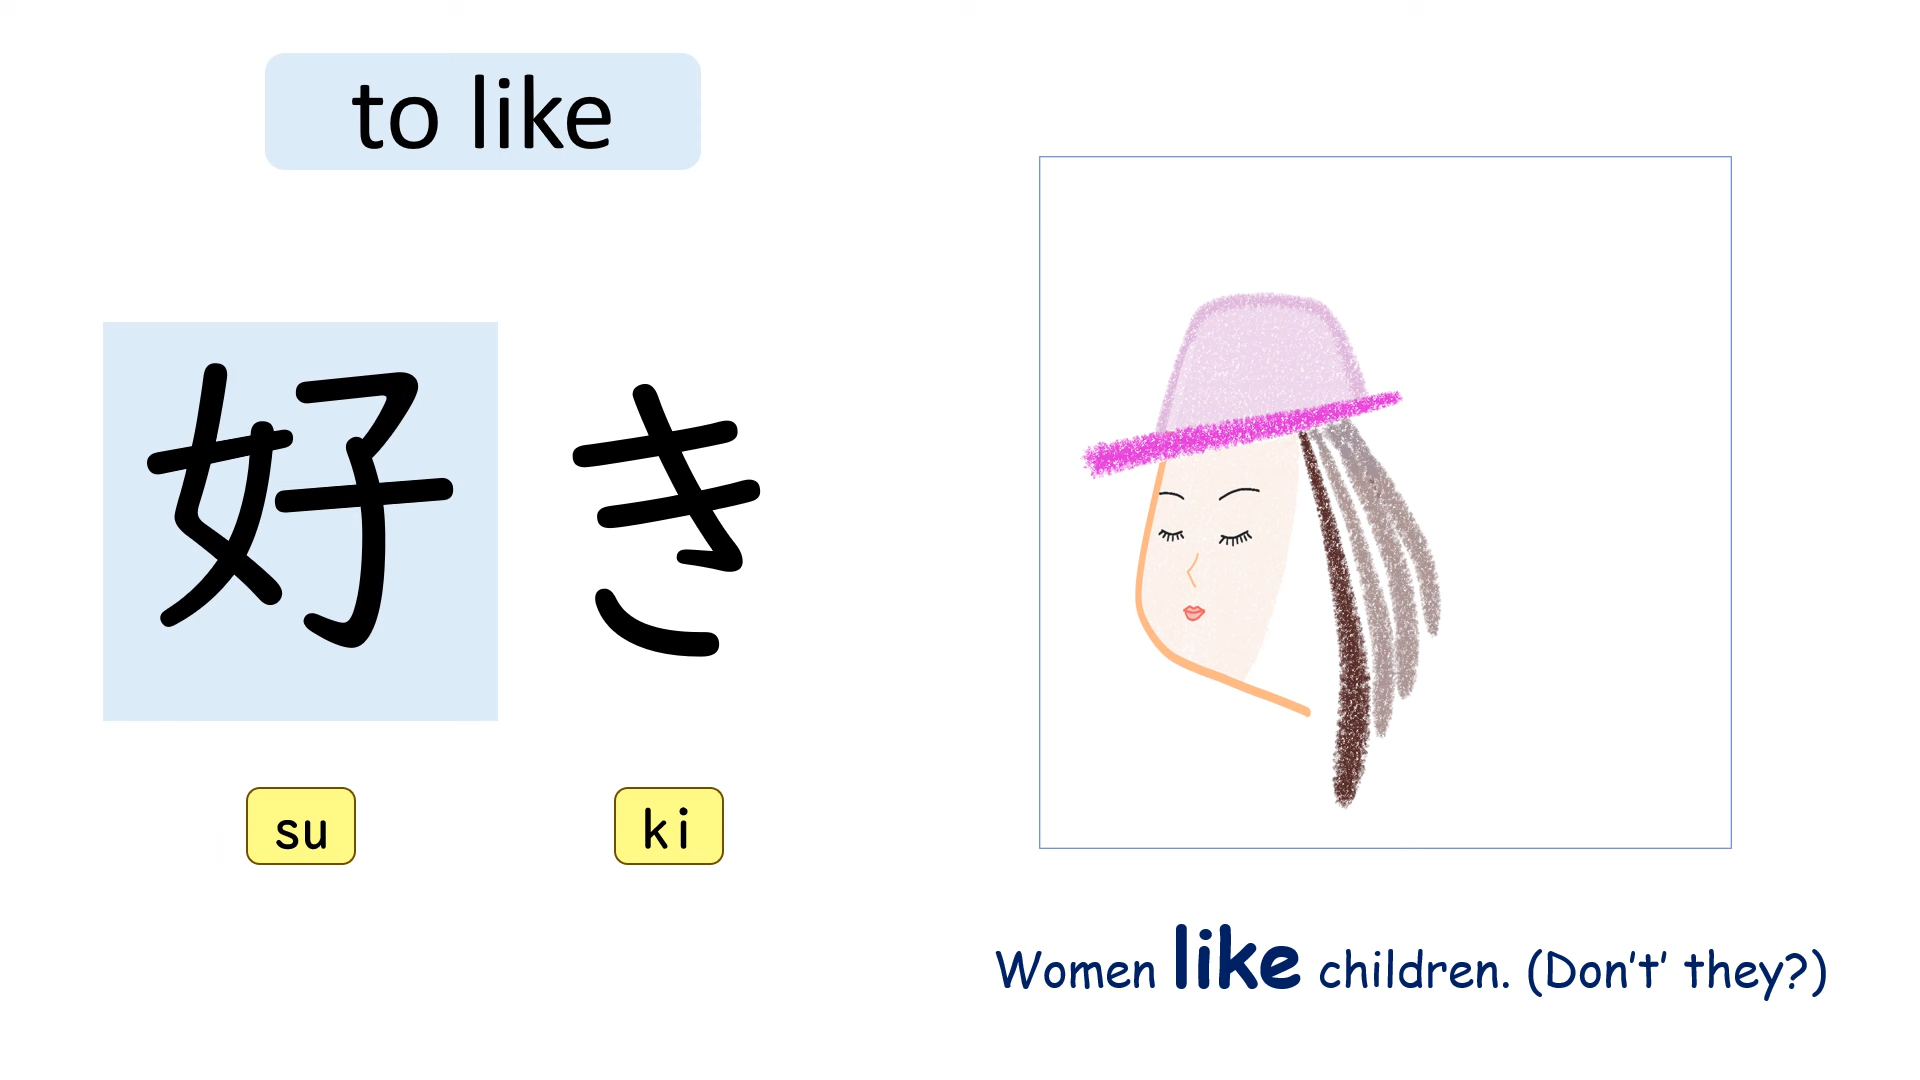 to like
好き
su ki
Women like children. (Don't' they?)